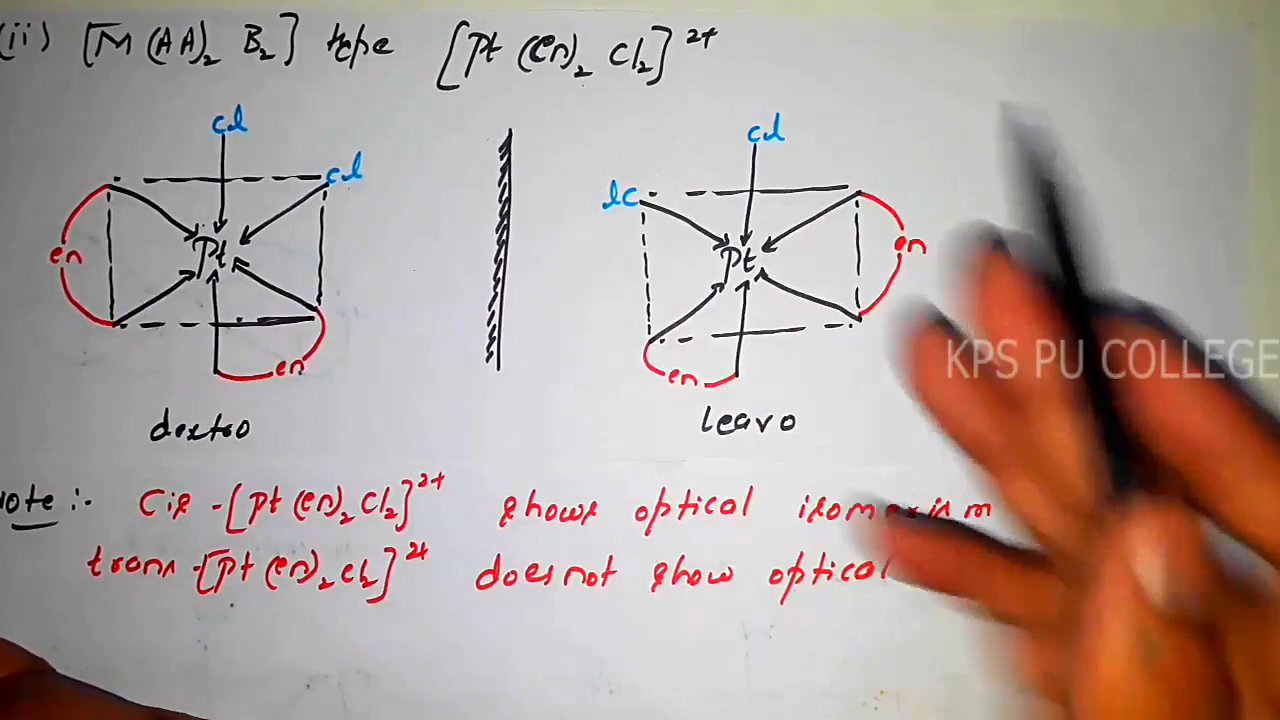 (ii) [M (AA)₂ B₂] type [Pt (en)₂ Cl₂]²⁺
Cl Cl
Cl lC
en Pt Pt en
en en
dextro leavo
note :- Cis - [Pt (en)₂ Cl₂]²⁺ shows optical isomerism
trans - [Pt (en)₂ Cl₂]²⁺ does not show optical
KPS PU COLLEGE